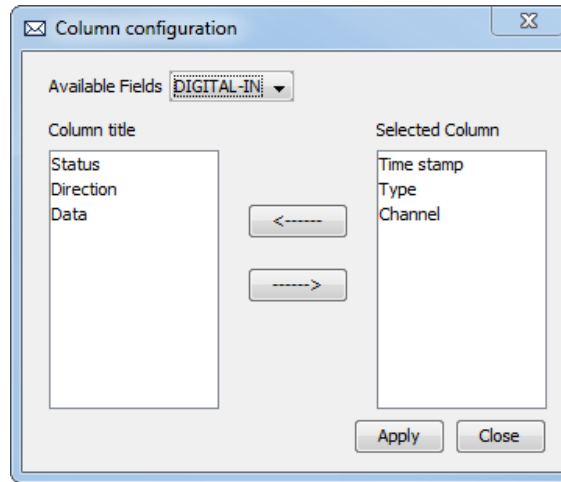 Column configuration
Available Fields DIGITAL-IN
Column title
Selected Column
Status
Direction
Data
Time stamp
Type
Channel
<------
------>
Apply Close